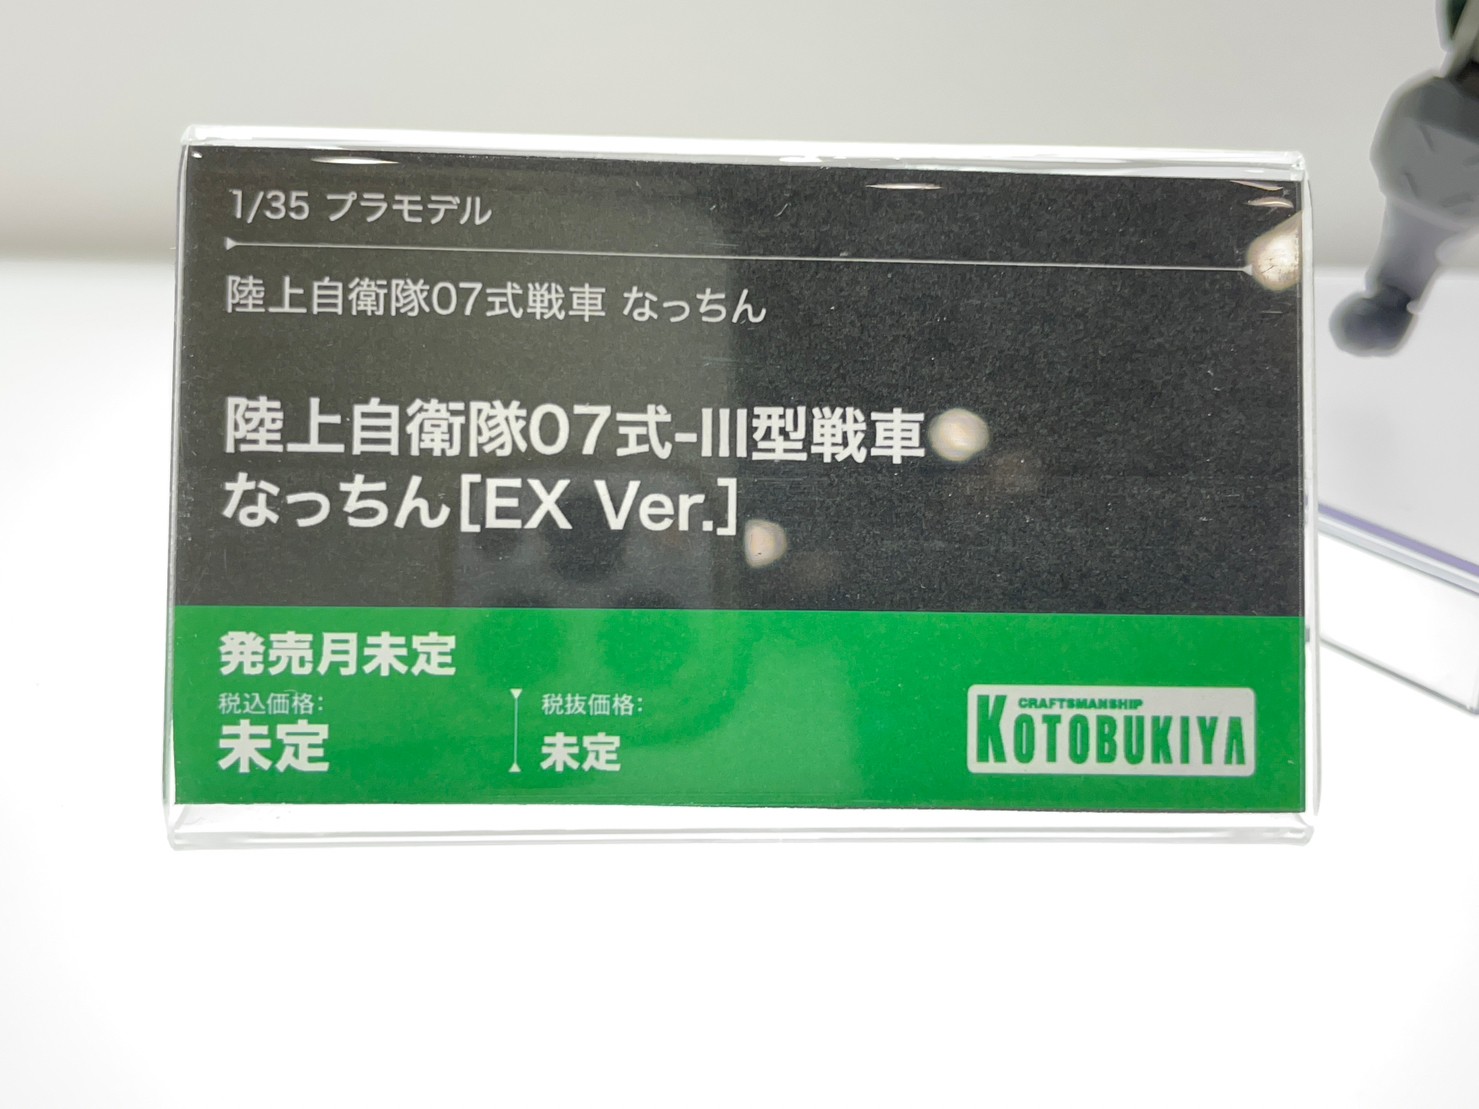 1/35 プラモデル
陸上自衛隊07式戦車 なっちん
陸上自衛隊07式-III型戦車
なっちん[EX Ver.]
発売月未定
税込価格:
未定
税抜価格:
未定
CRAFTSMANSHIP
KOTOBUKIYA